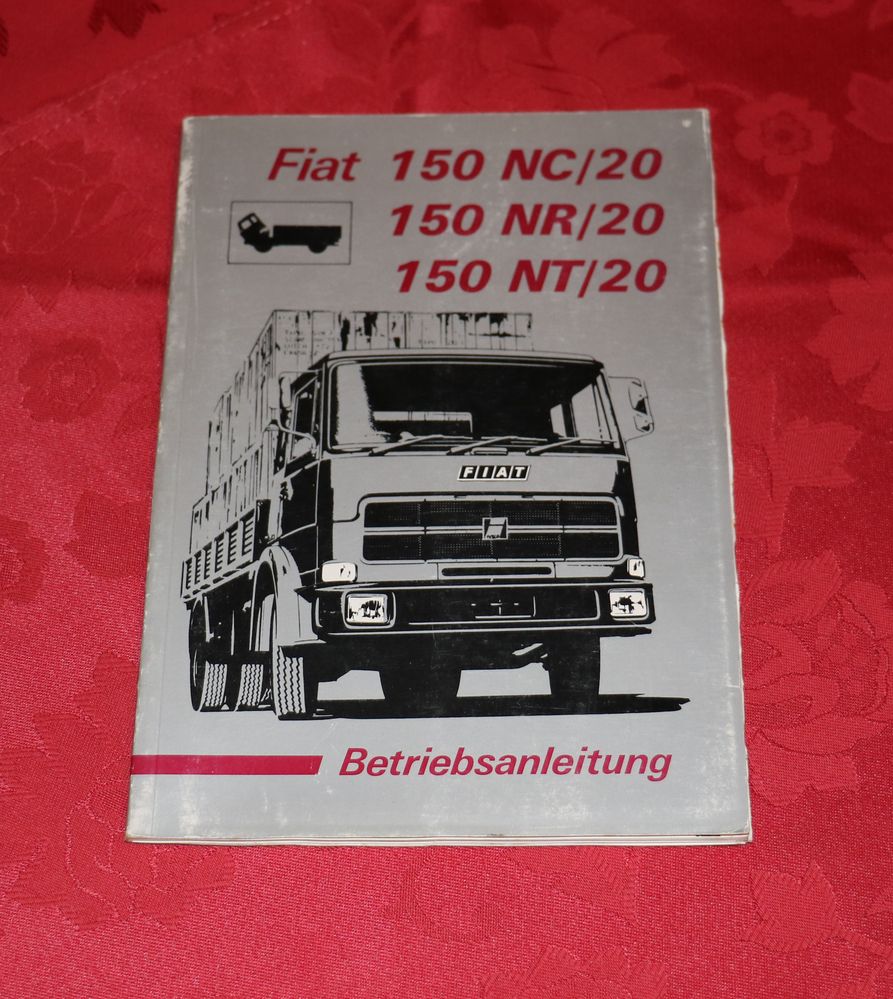 Fiat 150 NC/20
150 NR/20
150 NT/20
FIAT
Betriebsanleitung